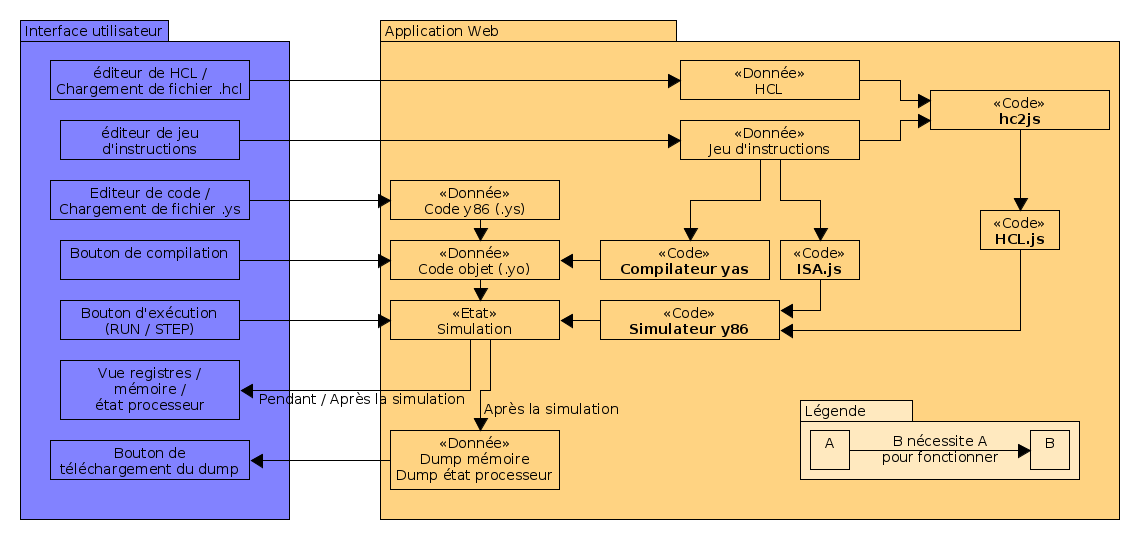 Interface utilisateur
éditeur de HCL /
Chargement de fichier .hcl
éditeur de jeu
d'instructions
Editeur de code /
Chargement de fichier .ys
Bouton de compilation
Bouton d'exécution
(RUN / STEP)
Vue registres /
mémoire /
état processeur
Bouton de
téléchargement du dump
Application Web
«Donnée»
HCL
«Donnée»
Jeu d'instructions
«Code»
hc2js
«Donnée»
Code y86 (.ys)
«Donnée»
Code objet (.yo)
«Code»
Compilateur yas
«Code»
ISA.js
«Code»
HCL.js
«Etat»
Simulation
«Code»
Simulateur y86
Pendant / Après la simulation
Après la simulation
«Donnée»
Dump mémoire
Dump état processeur
Légende
A
B nécessite A
pour fonctionner
B